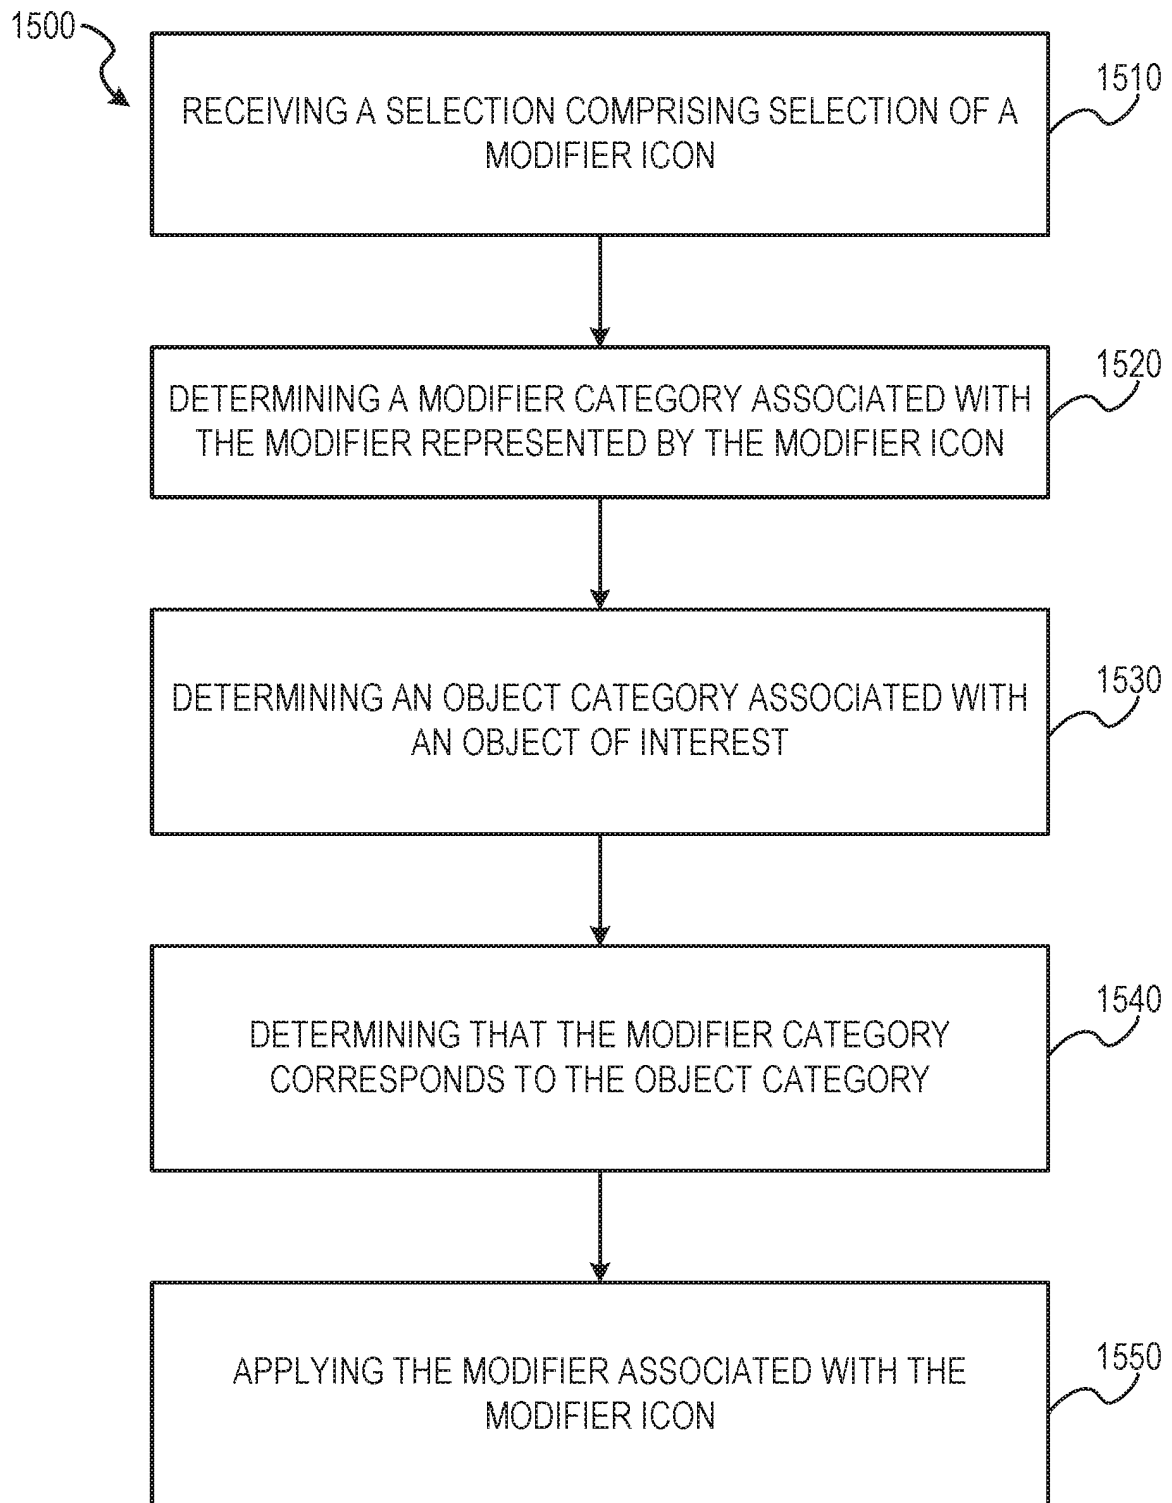 1500
1510
RECEIVING A SELECTION COMPRISING SELECTION OF A
MODIFIER ICON
1520
DETERMINING A MODIFIER CATEGORY ASSOCIATED WITH
THE MODIFIER REPRESENTED BY THE MODIFIER ICON
1530
DETERMINING AN OBJECT CATEGORY ASSOCIATED WITH
AN OBJECT OF INTEREST
1540
DETERMINING THAT THE MODIFIER CATEGORY
CORRESPONDS TO THE OBJECT CATEGORY
1550
APPLYING THE MODIFIER ASSOCIATED WITH THE
MODIFIER ICON